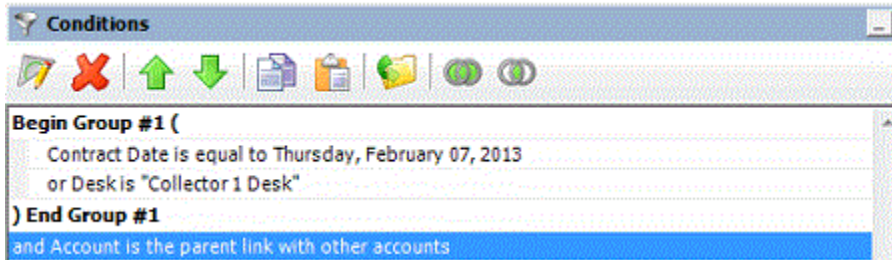 Conditions
Begin Group #1 (
Contract Date is equal to Thursday, February 07, 2013
or Desk is "Collector 1 Desk"
) End Group #1
and Account is the parent link with other accounts